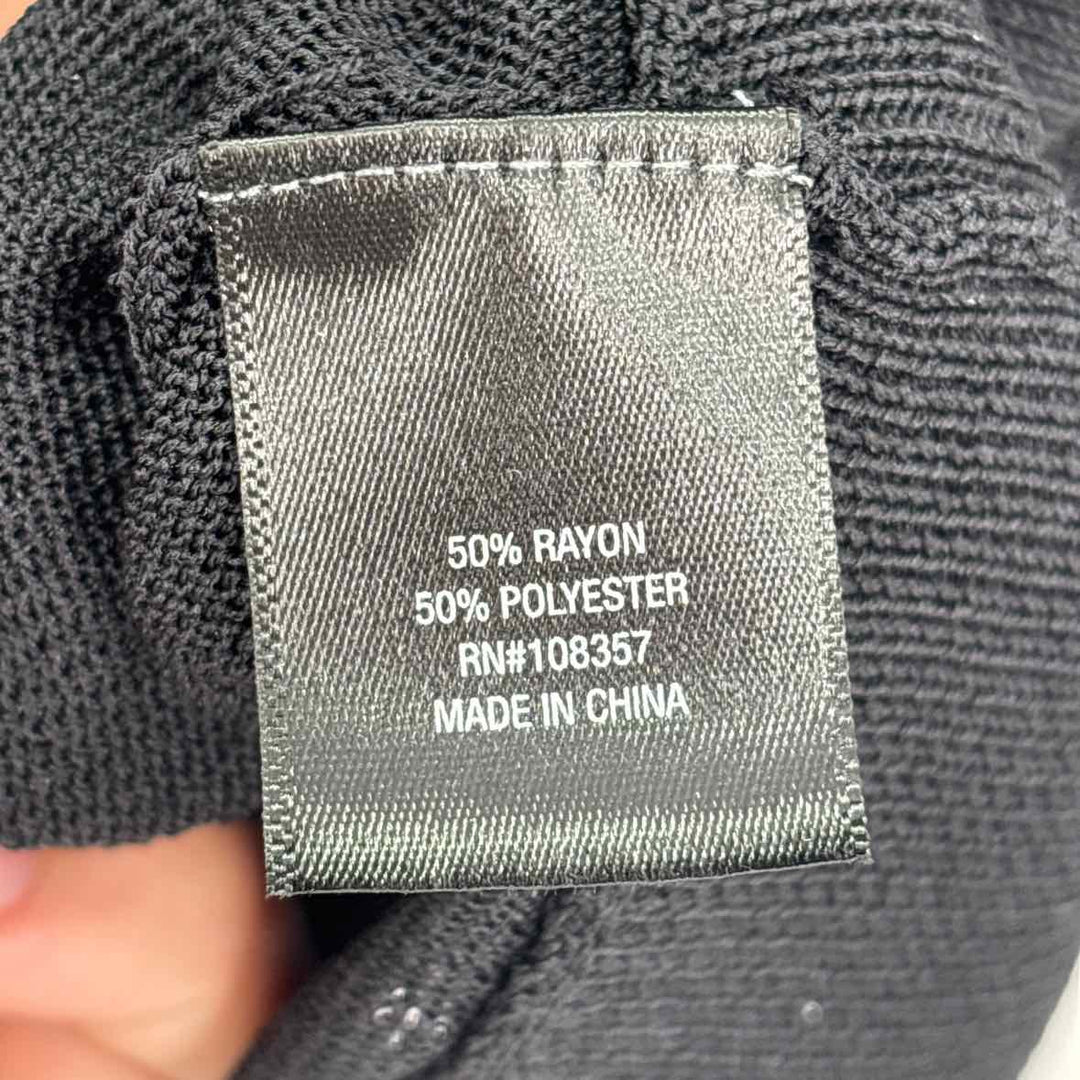 50% RAYON
50% POLYESTER
RN#108357
MADE IN CHINA